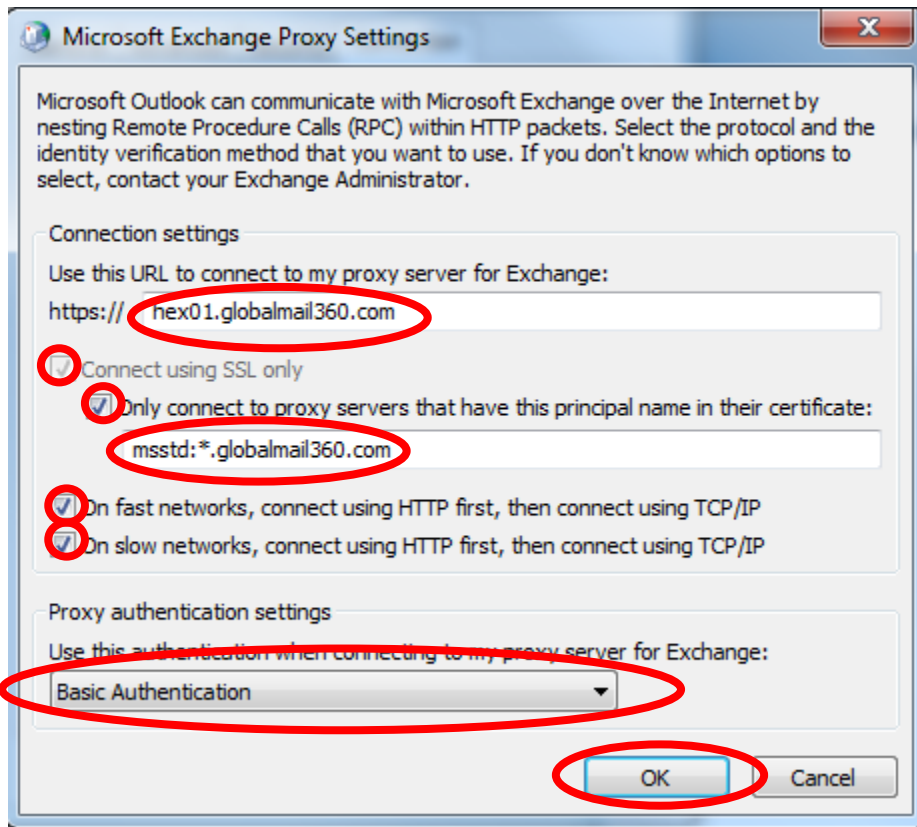 Microsoft Exchange Proxy Settings
Microsoft Outlook can communicate with Microsoft Exchange over the Internet by
nesting Remote Procedure Calls (RPC) within HTTP packets. Select the protocol and the
identity verification method that you want to use. If you don't know which options to
select, contact your Exchange Administrator.
Connection settings
Use this URL to connect to my proxy server for Exchange:
https:// hex01.globalmail360.com
Connect using SSL only
Only connect to proxy servers that have this principal name in their certificate:
msstd:*.globalmail360.com
On fast networks, connect using HTTP first, then connect using TCP/IP
On slow networks, connect using HTTP first, then connect using TCP/IP
Proxy authentication settings
Use this authentication when connecting to my proxy server for Exchange:
Basic Authentication
OK Cancel